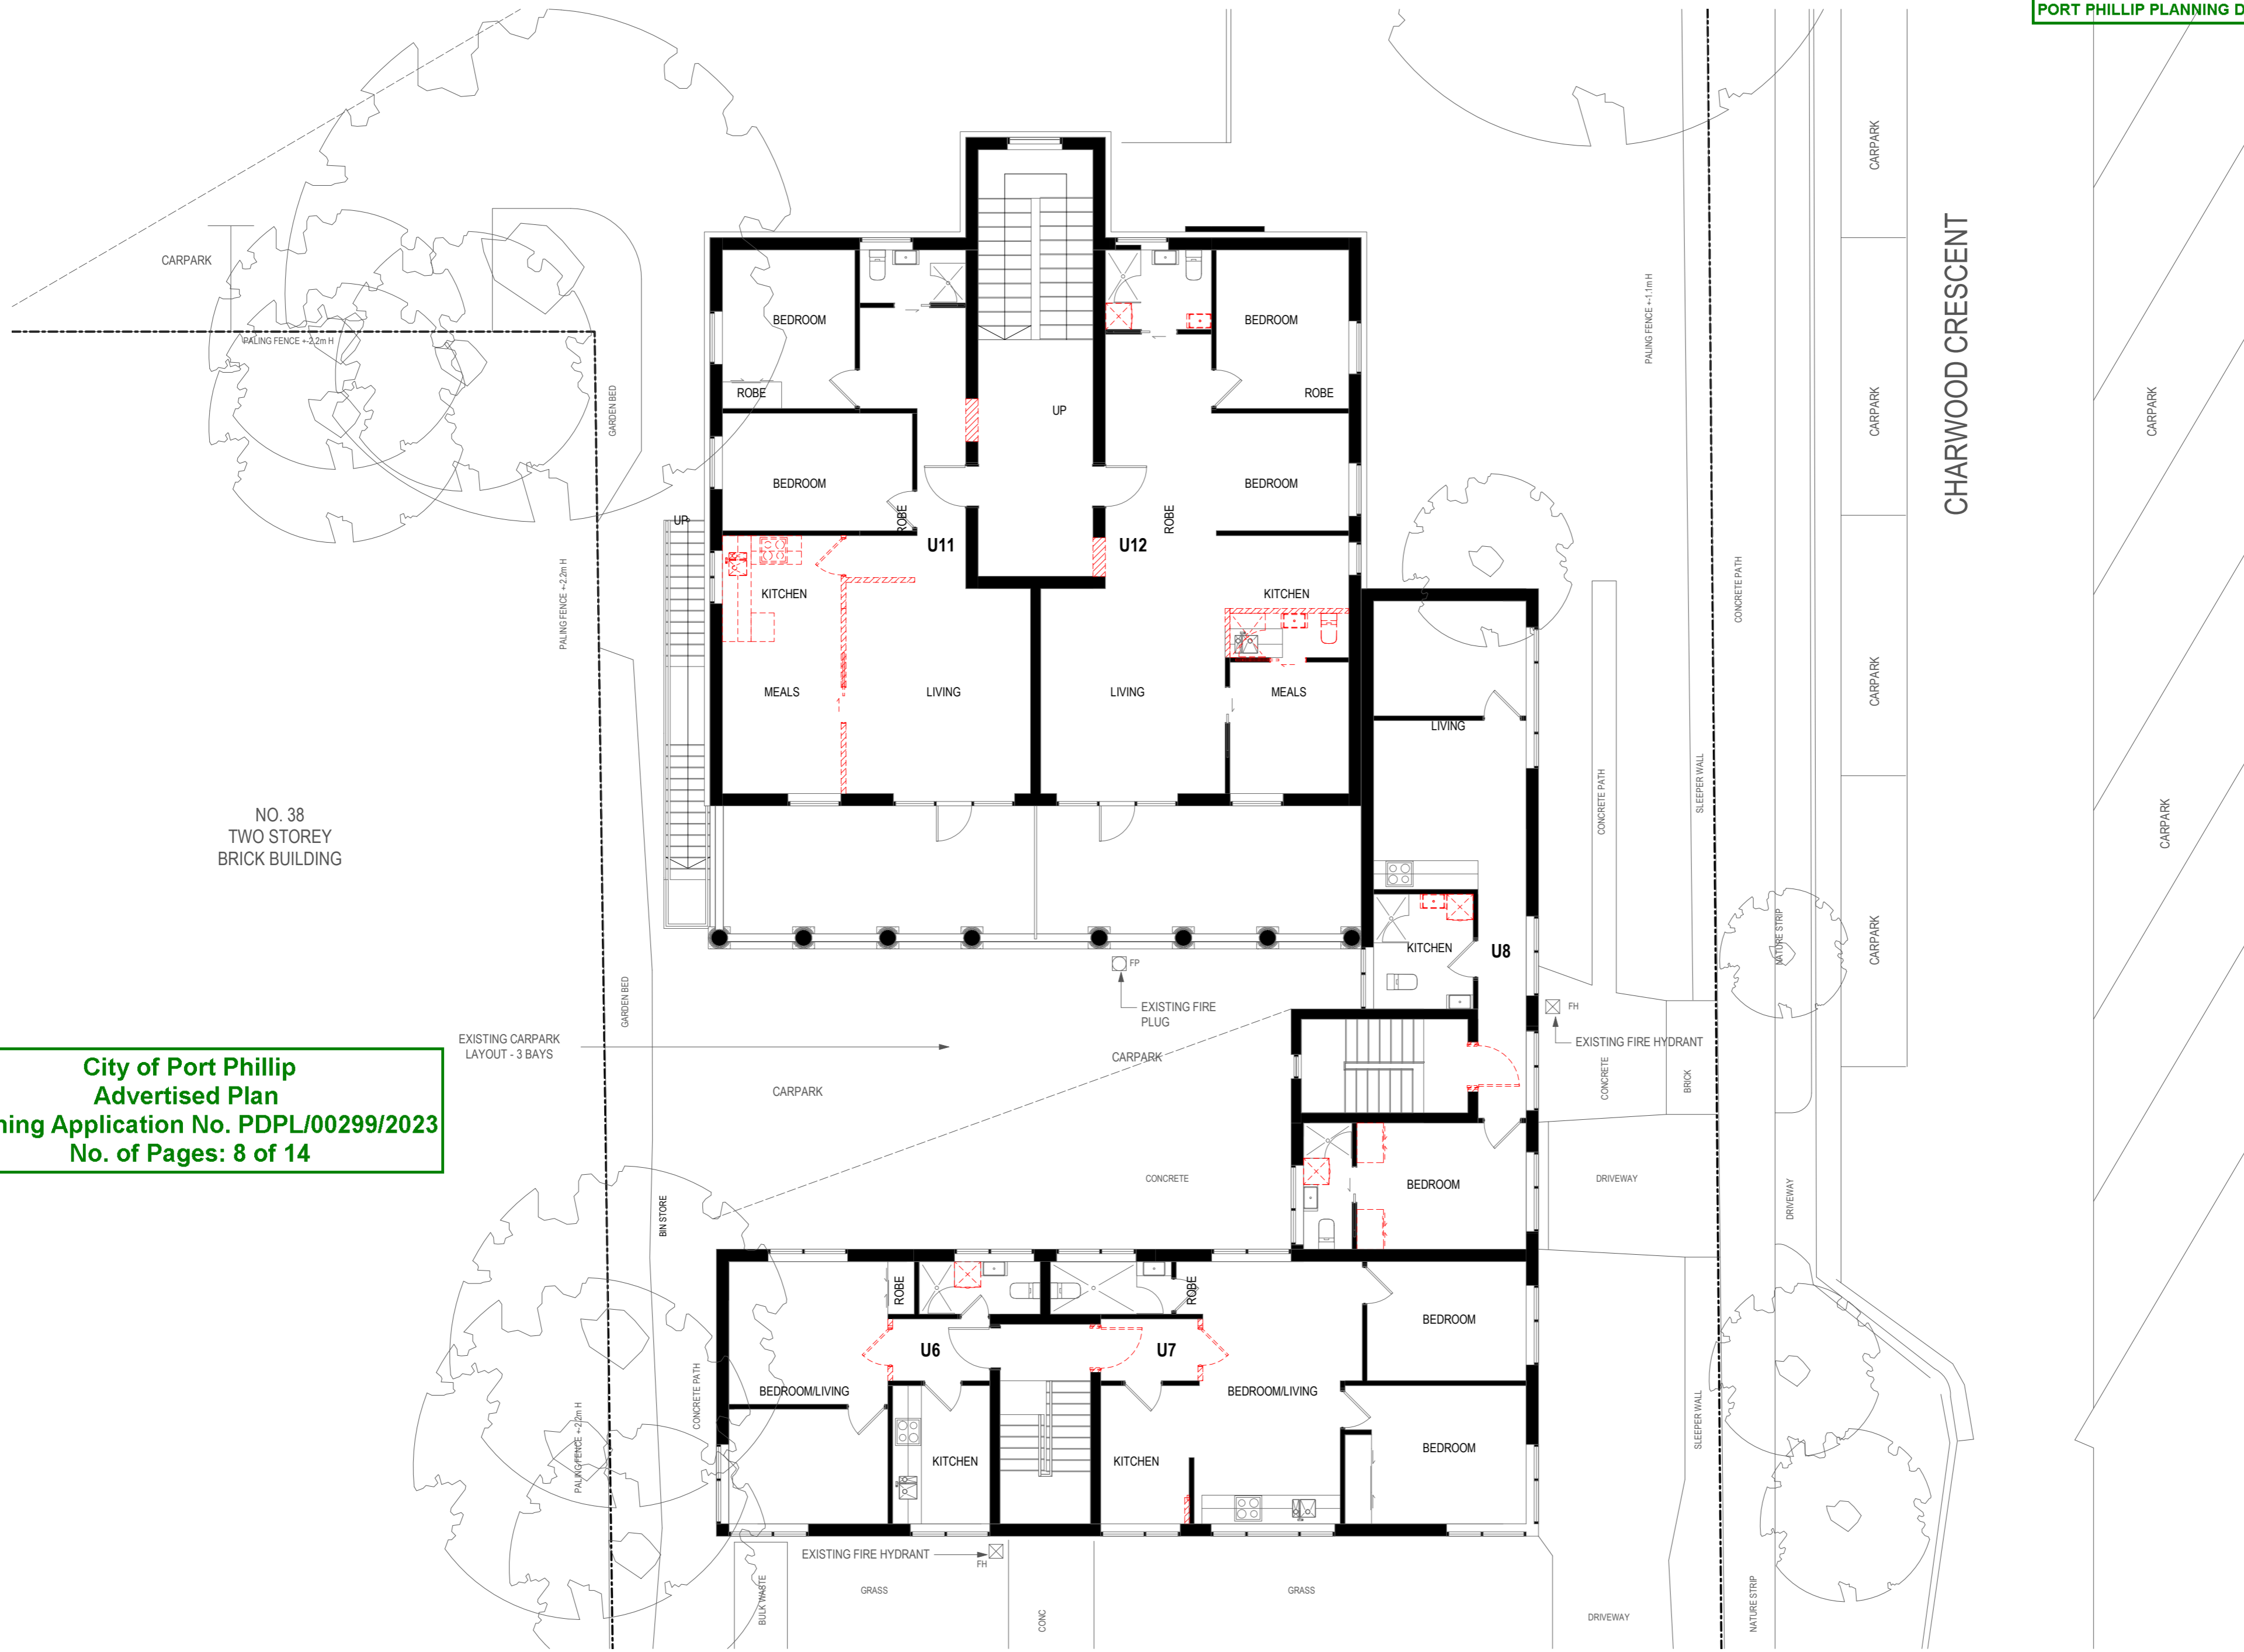 PORT PHILLIP PLANNING D
CARPARK
PALING FENCE +-2.2m H
GARDEN BED
PALING FENCE +-2.2m H
BEDROOM
ROBE
BEDROOM
ROBE
UP
UP
U11
KITCHEN
MEALS
LIVING
BEDROOM
ROBE
BEDROOM
ROBE
U12
KITCHEN
LIVING
MEALS
LIVING
KITCHEN
U8
PALING FENCE +-1.1m H
CONCRETE PATH
SLEEPER WALL
CONCRETE PATH
CARPARK
CARPARK
CARPARK
CARPARK
CHARWOOD CRESCENT
CARPARK
CARPARK
NATURE STRIP
NO. 38
TWO STOREY
BRICK BUILDING
GARDEN BED
FP
EXISTING FIRE
PLUG
FH
EXISTING FIRE HYDRANT
CONCRETE
BRICK
EXISTING CARPARK
LAYOUT - 3 BAYS
CARPARK
CARPARK
City of Port Phillip
Advertised Plan
ning Application No. PDPL/00299/2023
No. of Pages: 8 of 14
CONCRETE
BEDROOM
DRIVEWAY
DRIVEWAY
BIN STORE
ROBE
ROBE
U6
U7
BEDROOM
BEDROOM/LIVING
BEDROOM/LIVING
CONCRETE PATH
PALING FENCE +-2.2m H
KITCHEN
KITCHEN
BEDROOM
SLEEPER WALL
EXISTING FIRE HYDRANT
FH
BULK WASTE
GRASS
CONC
GRASS
DRIVEWAY
NATURE STRIP